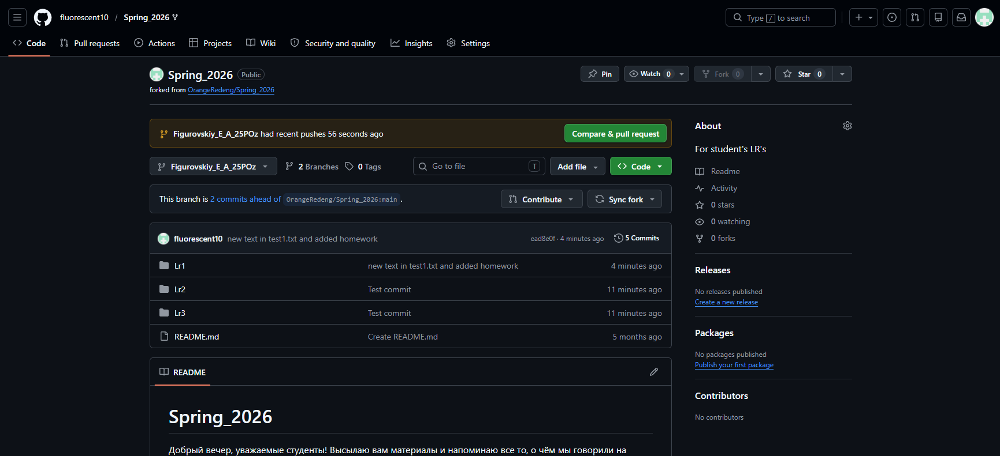 fluorescent10 / Spring_2026
Type / to search
Code Pull requests Actions Projects Wiki Security and quality Insights Settings
Spring_2026 Public
Pin Watch 0 Fork 0 Star 0
forked from OrangeRedeng/Spring_2026
Figurovskiy_E_A_25POz had recent pushes 56 seconds ago
Compare & pull request
Figurovskiy_E_A_25POz 2 Branches 0 Tags
Go to file T
Add file
Code
This branch is 2 commits ahead of OrangeRedeng/Spring_2026:main.
Contribute Sync fork
fluorescent10 new text in test1.txt and added homework ead8e0f · 4 minutes ago 5 Commits
Lr1 new text in test1.txt and added homework 4 minutes ago
Lr2 Test commit 11 minutes ago
Lr3 Test commit 11 minutes ago
README.md Create README.md 5 months ago
README
Spring_2026
Добрый вечер, уважаемые студенты! Высылаю вам материалы и напоминаю все то, о чём мы говорили на
About
For student's LR's
Readme
Activity
0 stars
0 watching
0 forks
Releases
No releases published
Create a new release
Packages
No packages published
Publish your first package
Contributors
No contributors